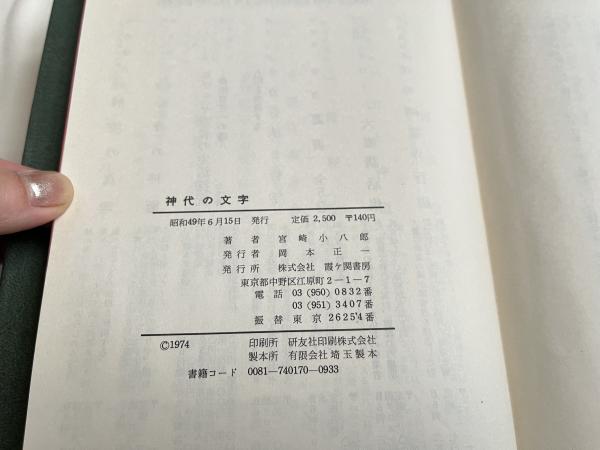 神代の文字
昭和49年6月15日 発行 定価 2,500 〒140円
著者 宮崎小八郎
発行者 岡本正一
発行所 株式会社 霞ケ関書房
東京都中野区江原町2-1-7
電話 03(950)0832番
03(951)3407番
振替東京 26254番
©1974 印刷所 研友社印刷株式会社
製本所 有限会社埼玉製本
書籍コード 0081-740170-0933